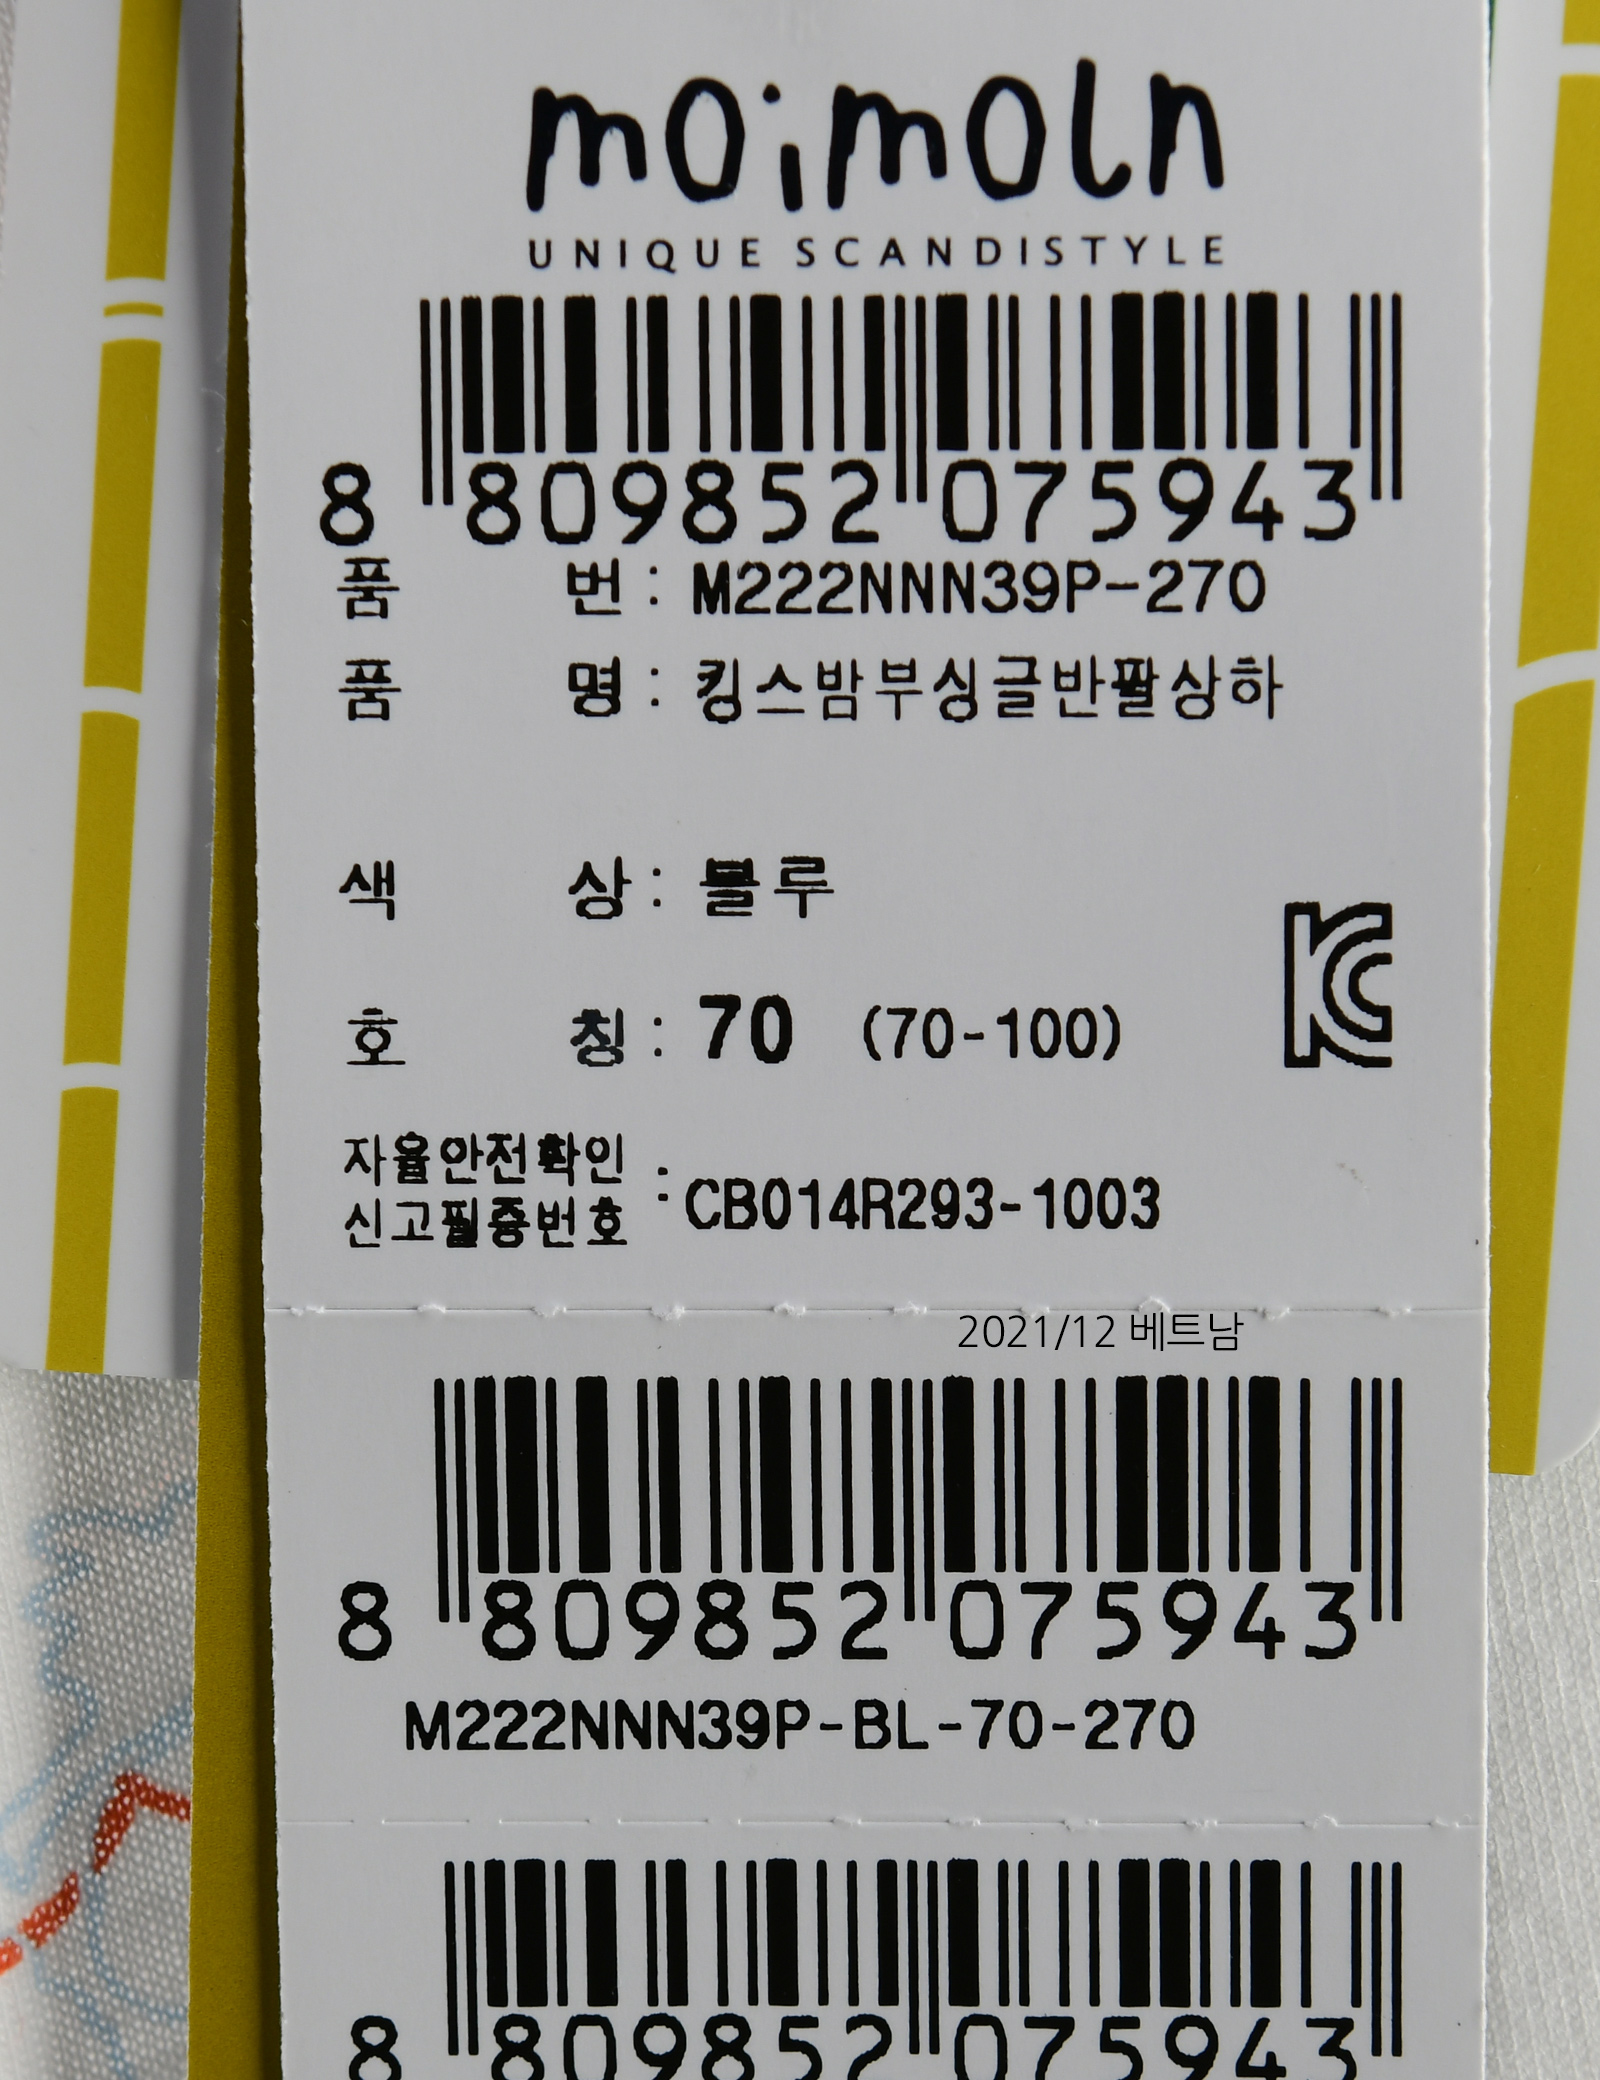 moimoln
UNIQUE SCANDISTYLE
8 809852 075943
품 번 : M222NNN39P-270
품 명 : 킹스밤부싱글반팔상하
색 상 : 블루
호 칭 : 70 (70-100)
자율안전확인
신고필증번호 : CB014R293-1003
2021/12 베트남
8 809852 075943
M222NNN39P-BL-70-270
8 809852 075943